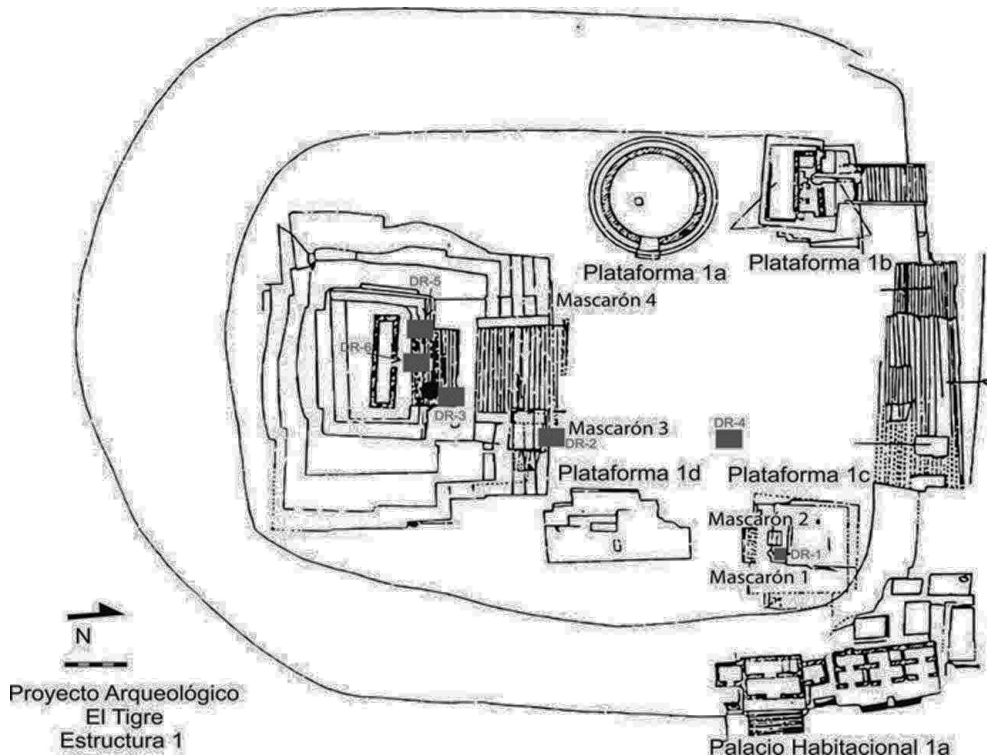 Plataforma 1a
Plataforma 1b
DR-5
Mascarón 4
DR-6
DR-3
Mascarón 3
DR-2
DR-4
Plataforma 1d
Plataforma 1c
Mascarón 2
DR-1
Mascarón 1
N
Proyecto Arqueológico
El Tigre
Estructura 1
Palacio Habitacional 1a